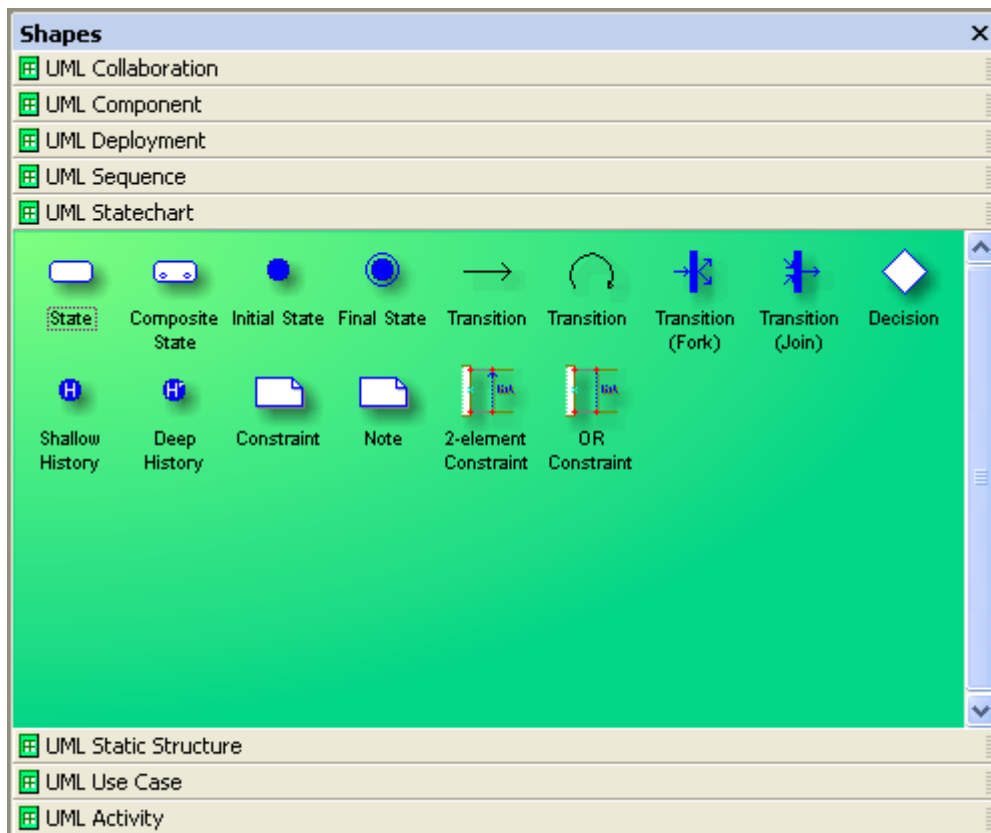 Shapes
UML Collaboration
UML Component
UML Deployment
UML Sequence
UML Statechart
State
Composite State
Initial State
Final State
Transition
Transition
Transition (Fork)
Transition (Join)
Decision
H
Shallow History
H*
Deep History
Constraint
Note
2-element Constraint
OR Constraint
UML Static Structure
UML Use Case
UML Activity